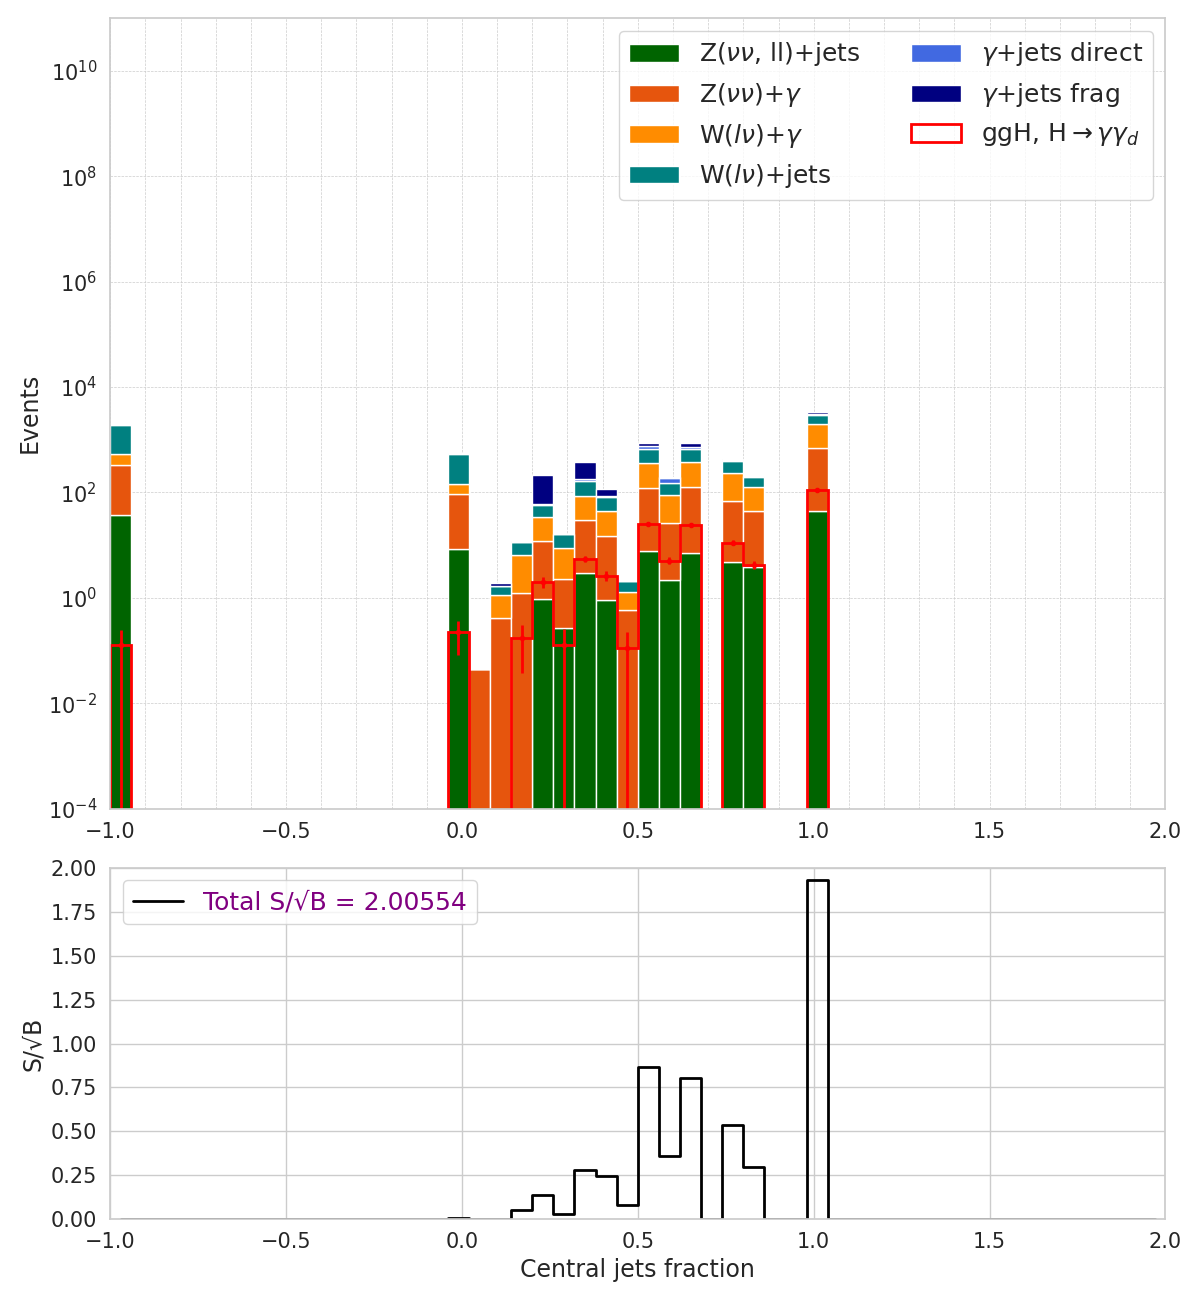 Z(νν, ll)+jets
Z(νν)+γ
W(lν)+γ
W(lν)+jets
γ+jets direct
γ+jets frag
ggH, H→γγ_d
Events
10^10
10^8
10^6
10^4
10^2
10^0
10^−2
10^−4
−1.0 −0.5 0.0 0.5 1.0 1.5 2.0
Total S/√B = 2.00554
S/√B
2.00
1.75
1.50
1.25
1.00
0.75
0.50
0.25
0.00
−1.0 −0.5 0.0 0.5 1.0 1.5 2.0
Central jets fraction